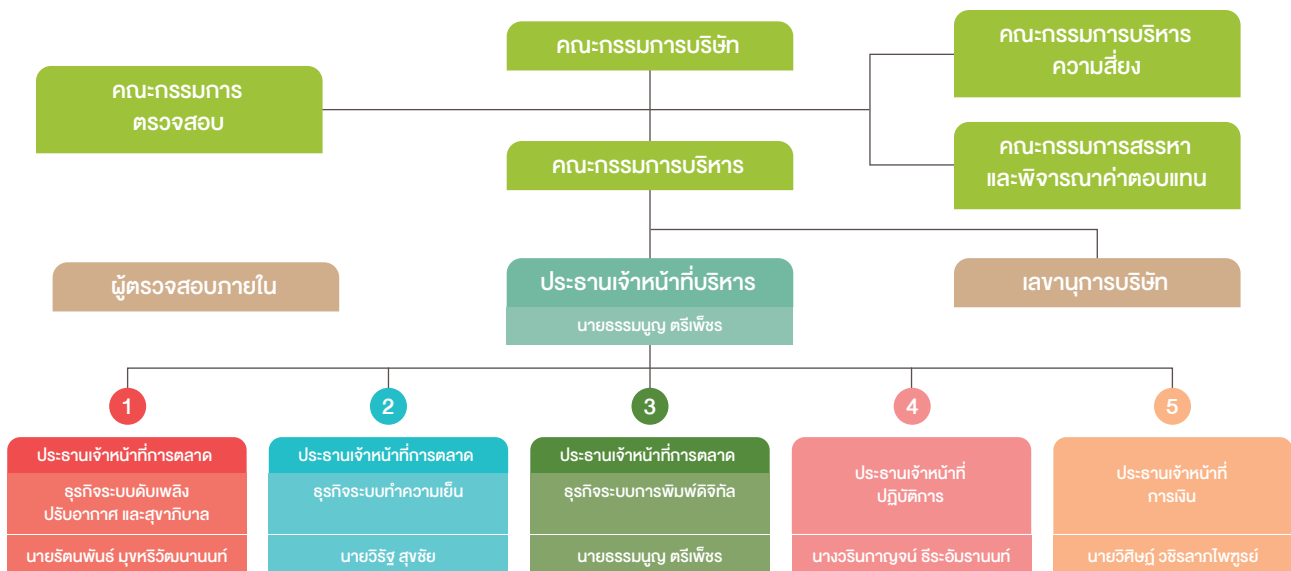 คณะกรรมการบริษัท
คณะกรรมการบริหาร
ความสี่ยง
คณะกรรมการ
ตรวจสอบ
คณะกรรมการบริหาร
คณะกรรมการสรรหา
และพิจารณาค่าตอบแทน
ผู้ตรวจสอบภายใน
ประธานเจ้าหน้าที่บริหาร
นายธรรมนูญ ตรีเพ็ชร
เลขานุการบริษัท
1
2
3
4
5
ประธานเจ้าหน้าที่การตลาด
ธุรกิจระบบดับเพลิง
ปรับอากาศ และสุขาภิบาล
นายรัตนพันธ์ มุขหริวัฒนานนท์
ประธานเจ้าหน้าที่การตลาด
ธุรกิจระบบทำความเย็น
นายวิรัฐ สุขชัย
ประธานเจ้าหน้าที่การตลาด
ธุรกิจระบบการพิมพ์ดิจิทัล
นายธรรมนูญ ตรีเพ็ชร
ประธานเจ้าหน้าที่
ปฏิบัติการ
นางวรินกาญจน์ ธีระอัมรานนท์
ประธานเจ้าหน้าที่
การเงิน
นายวิศิษฏ์ วชิรลาภไพฑูรย์